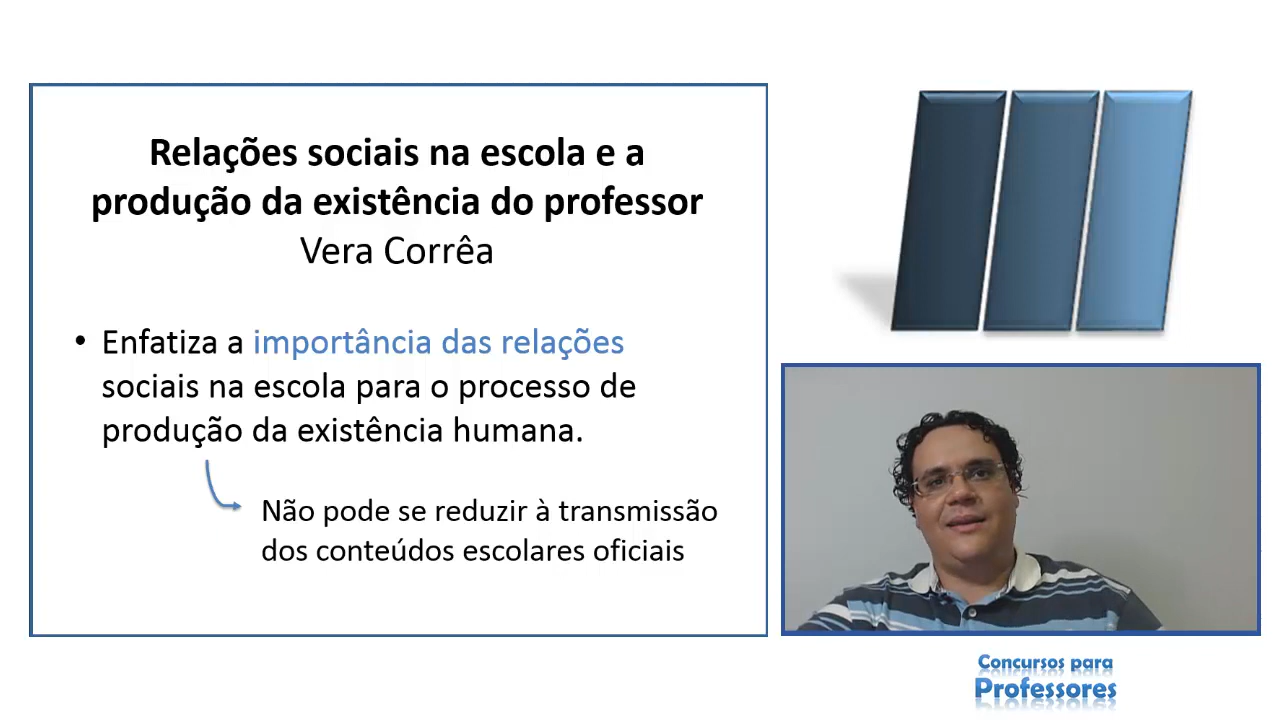 Relações sociais na escola e a
produção da existência do professor
Vera Corrêa
• Enfatiza a importância das relações
sociais na escola para o processo de
produção da existência humana.
Não pode se reduzir à transmissão
dos conteúdos escolares oficiais
Concursos para
Professores